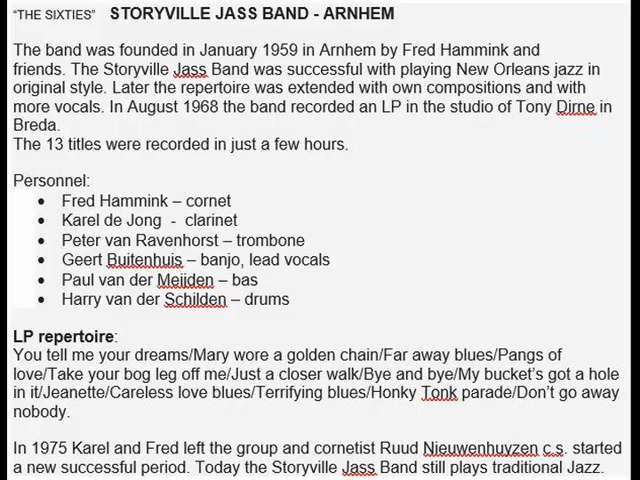 "THE SIXTIES" STORYVILLE JASS BAND - ARNHEM
The band was founded in January 1959 in Arnhem by Fred Hammink and
friends. The Storyville Jass Band was successful with playing New Orleans jazz in
original style. Later the repertoire was extended with own compositions and with
more vocals. In August 1968 the band recorded an LP in the studio of Tony Dirne in
Breda.
The 13 titles were recorded in just a few hours.
Personnel:
• Fred Hammink – cornet
• Karel de Jong - clarinet
• Peter van Ravenhorst – trombone
• Geert Buitenhuis – banjo, lead vocals
• Paul van der Meijden – bas
• Harry van der Schilden – drums
LP repertoire:
You tell me your dreams/Mary wore a golden chain/Far away blues/Pangs of
love/Take your bog leg off me/Just a closer walk/Bye and bye/My bucket's got a hole
in it/Jeanette/Careless love blues/Terrifying blues/Honky Tonk parade/Don't go away
nobody.
In 1975 Karel and Fred left the group and cornetist Ruud Nieuwenhuyzen c.s. started
a new successful period. Today the Storyville Jass Band still plays traditional Jazz.